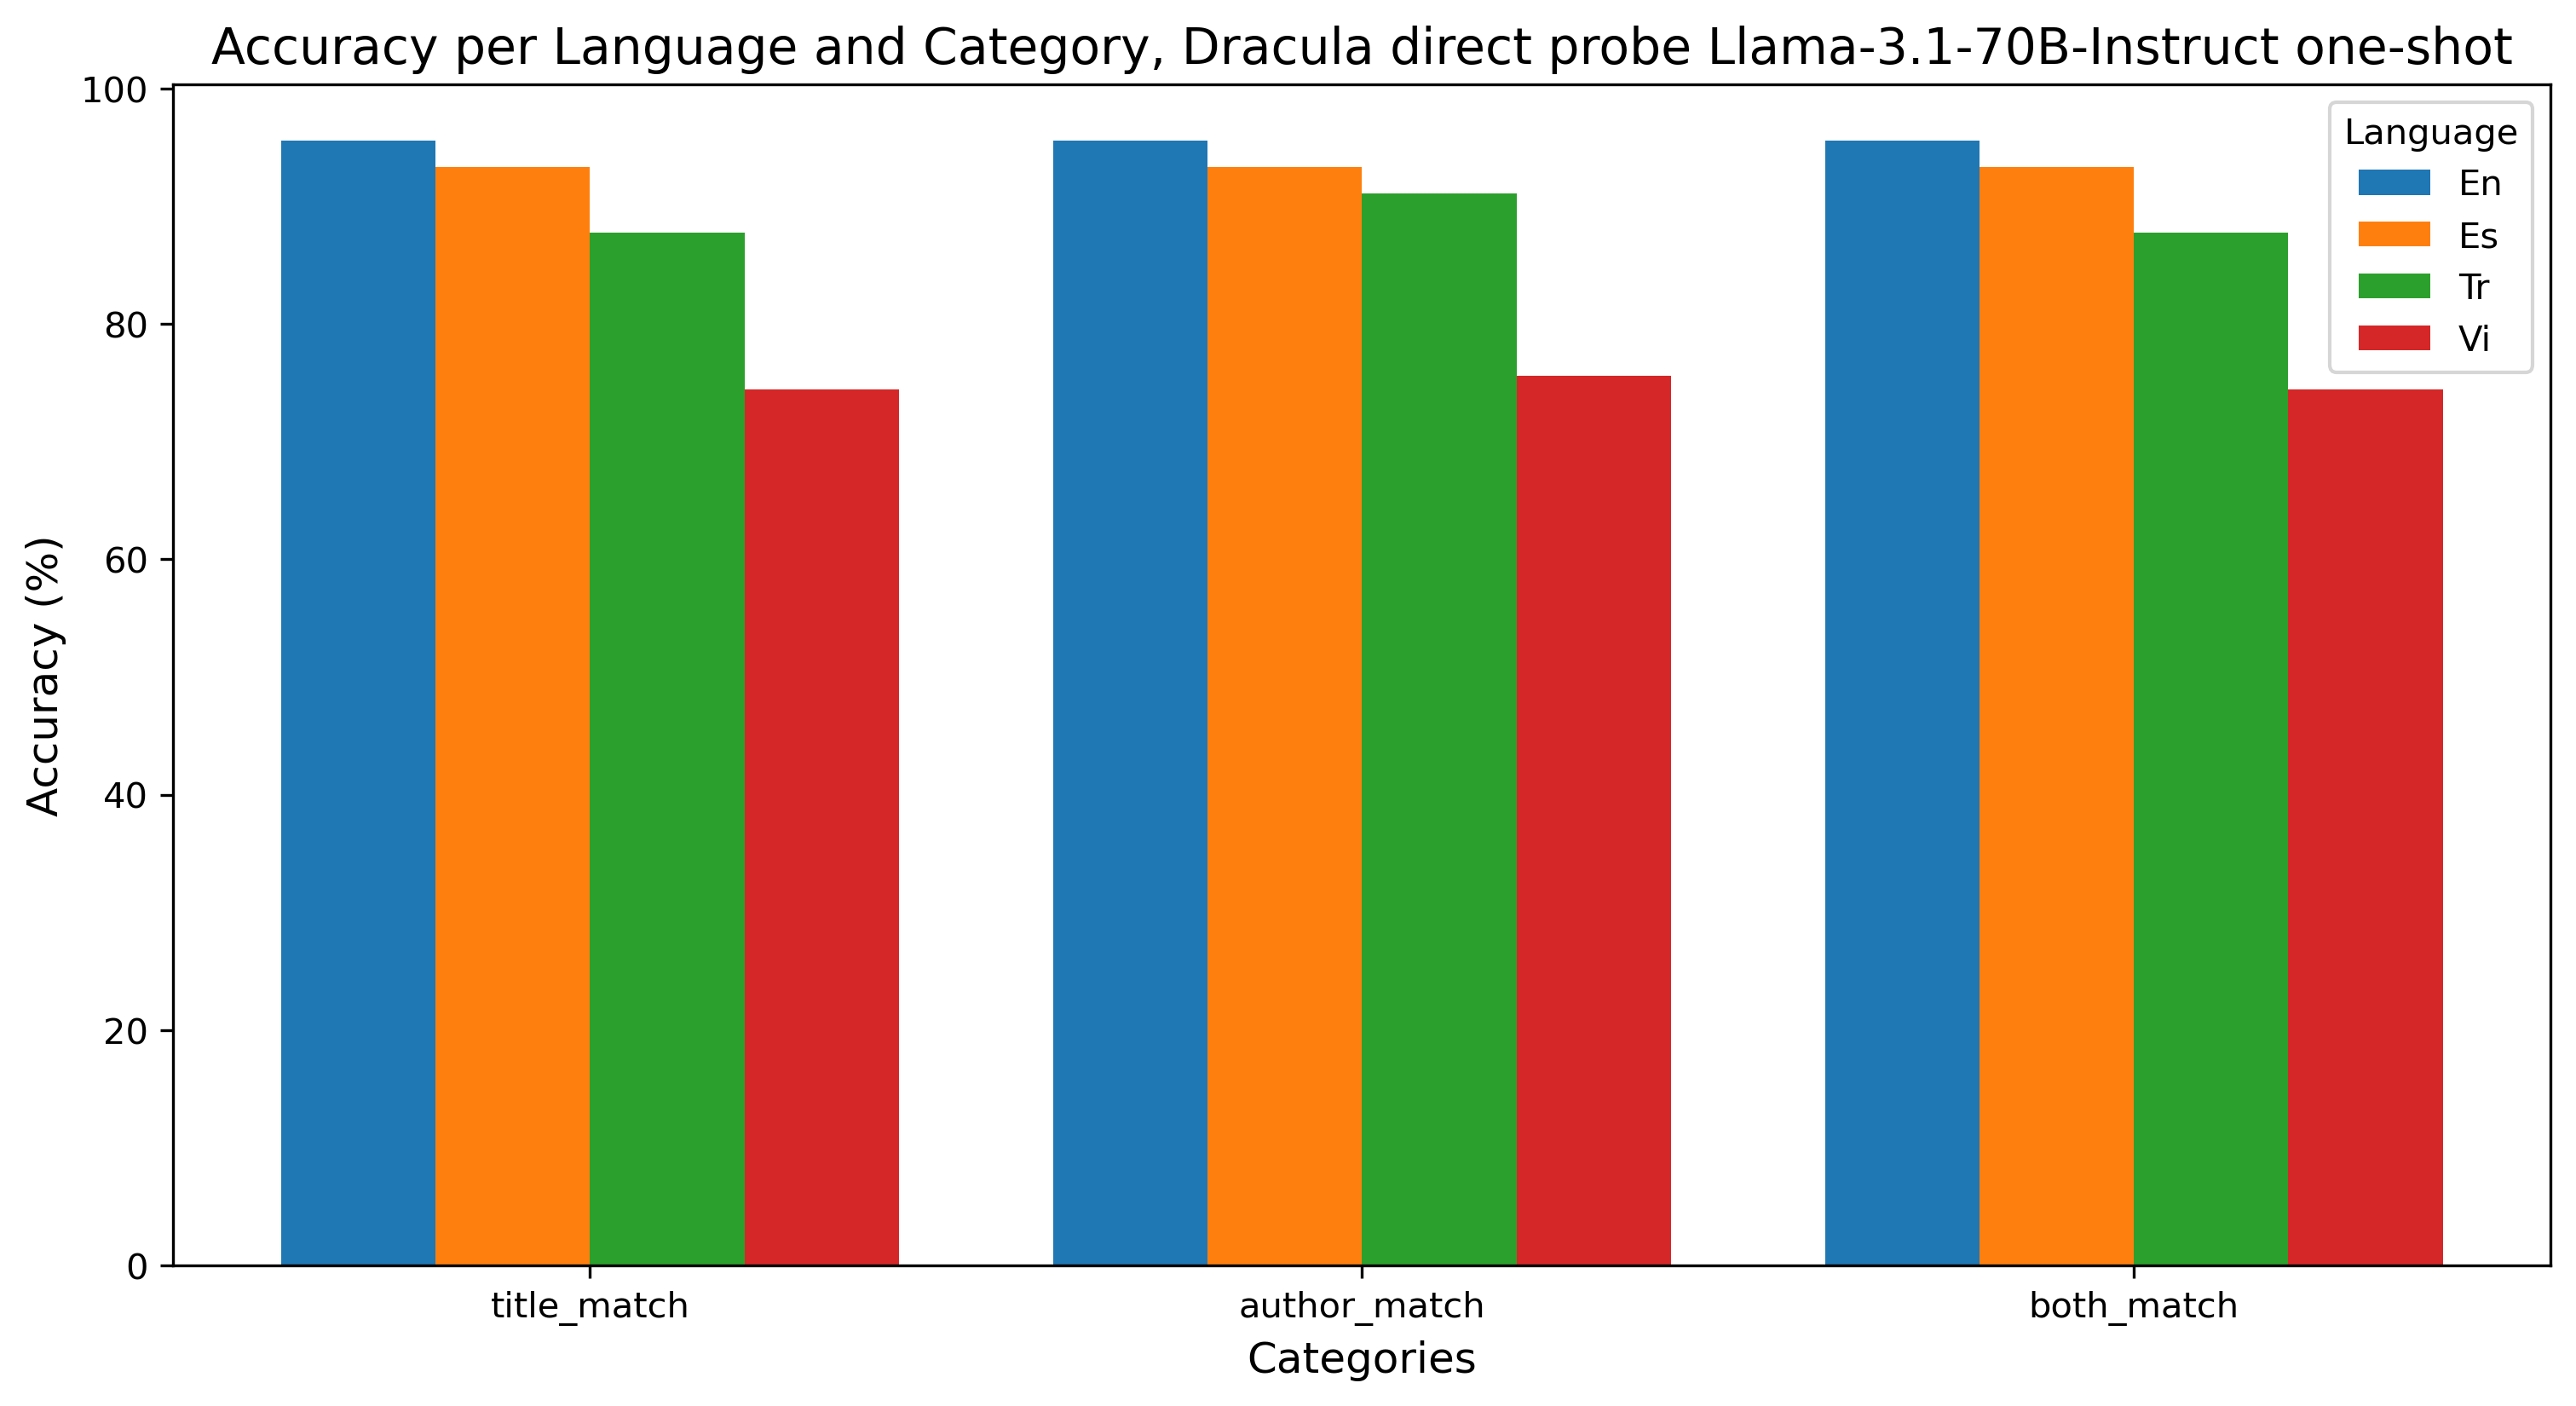 Accuracy per Language and Category, Dracula direct probe Llama-3.1-70B-Instruct one-shot
Accuracy (%)
100
80
60
40
20
0
Language
En
Es
Tr
Vi
title_match
author_match
both_match
Categories